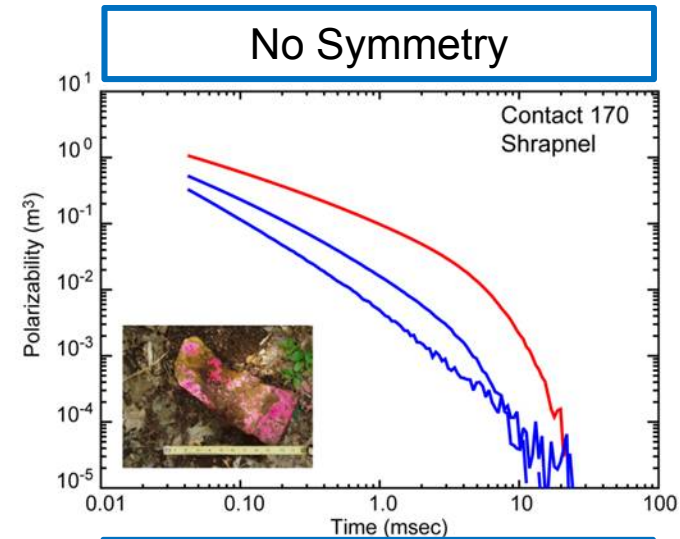 No Symmetry
Contact 170
Shrapnel
Polarizability (m³)
10¹
10⁰
10⁻¹
10⁻²
10⁻³
10⁻⁴
10⁻⁵
0.01 0.10 1.0 10 100
Time (msec)